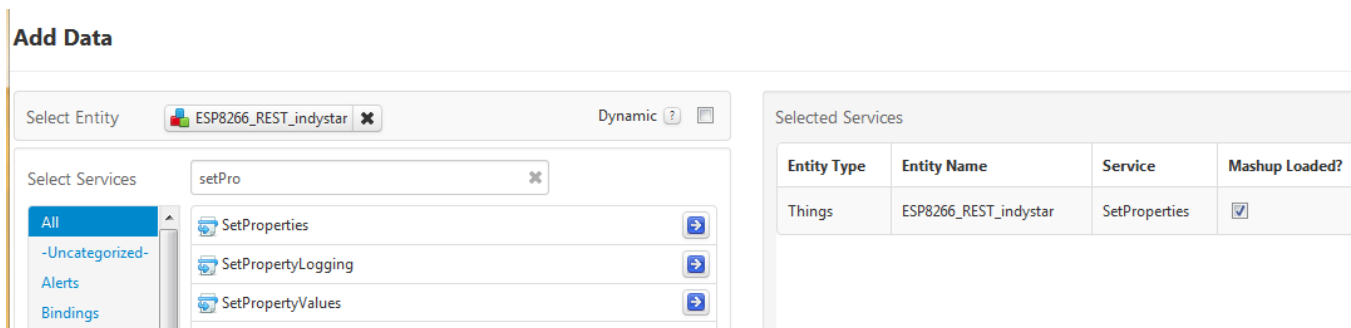 Add Data
Select Entity ESP8266_REST_indystar Dynamic ?
Select Services setPro
All
-Uncategorized-
Alerts
Bindings
SetProperties
SetPropertyLogging
SetPropertyValues
Selected Services
Entity Type Entity Name Service Mashup Loaded?
Things ESP8266_REST_indystar SetProperties